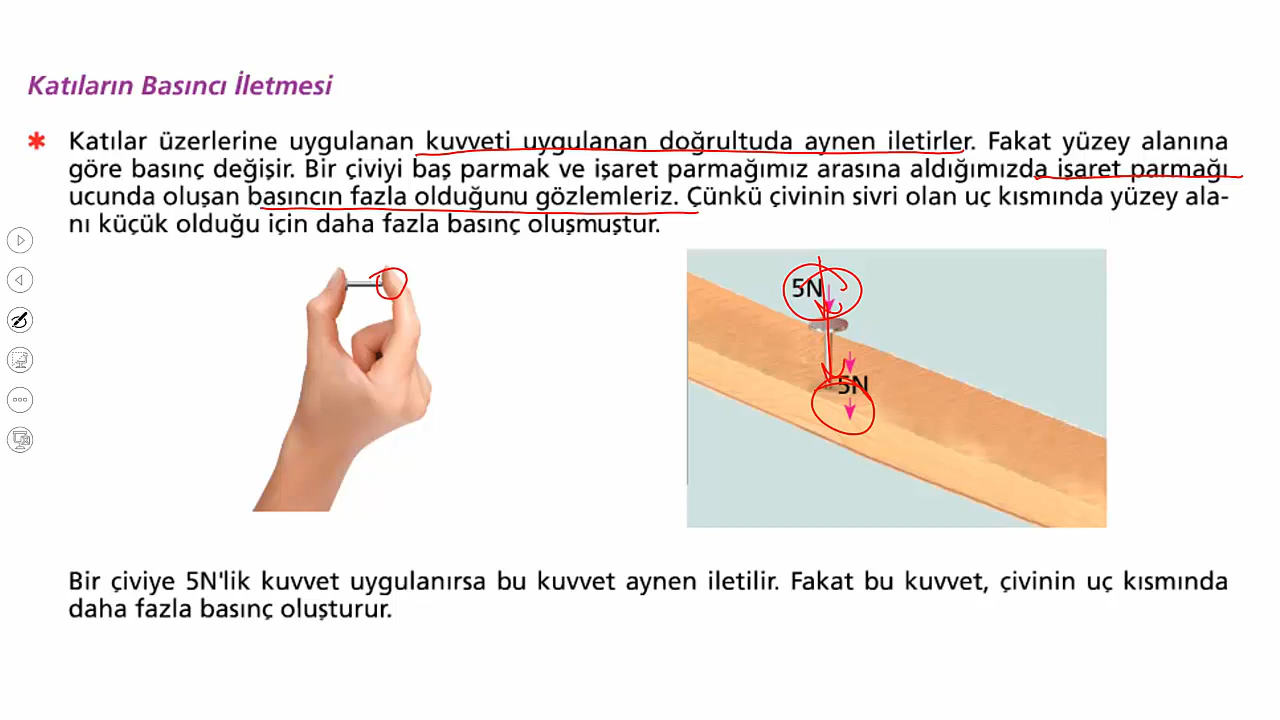 Katıların Basıncı İletmesi
* Katılar üzerlerine uygulanan kuvveti uygulanan doğrultuda aynen iletirler. Fakat yüzey alanına
göre basınç değişir. Bir çiviyi baş parmak ve işaret parmağımız arasına aldığımızda işaret parmağı
ucunda oluşan basıncın fazla olduğunu gözlemleriz. Çünkü çivinin sivri olan uç kısmında yüzey ala-
nı küçük olduğu için daha fazla basınç oluşmuştur.
5N
5N
Bir çiviye 5N'lik kuvvet uygulanırsa bu kuvvet aynen iletilir. Fakat bu kuvvet, çivinin uç kısmında
daha fazla basınç oluşturur.